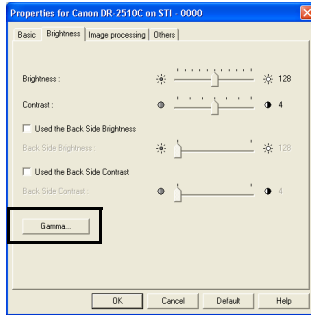 Properties for Canon DR-2510C on STI - 0000
Basic Brightness Image processing Others
Brightness : 128
Contrast : 4
Used the Back Side Brightness
Back Side Brightness : 128
Used the Back Side Contrast
Back Side Contrast : 4
Gamma...
OK Cancel Default Help